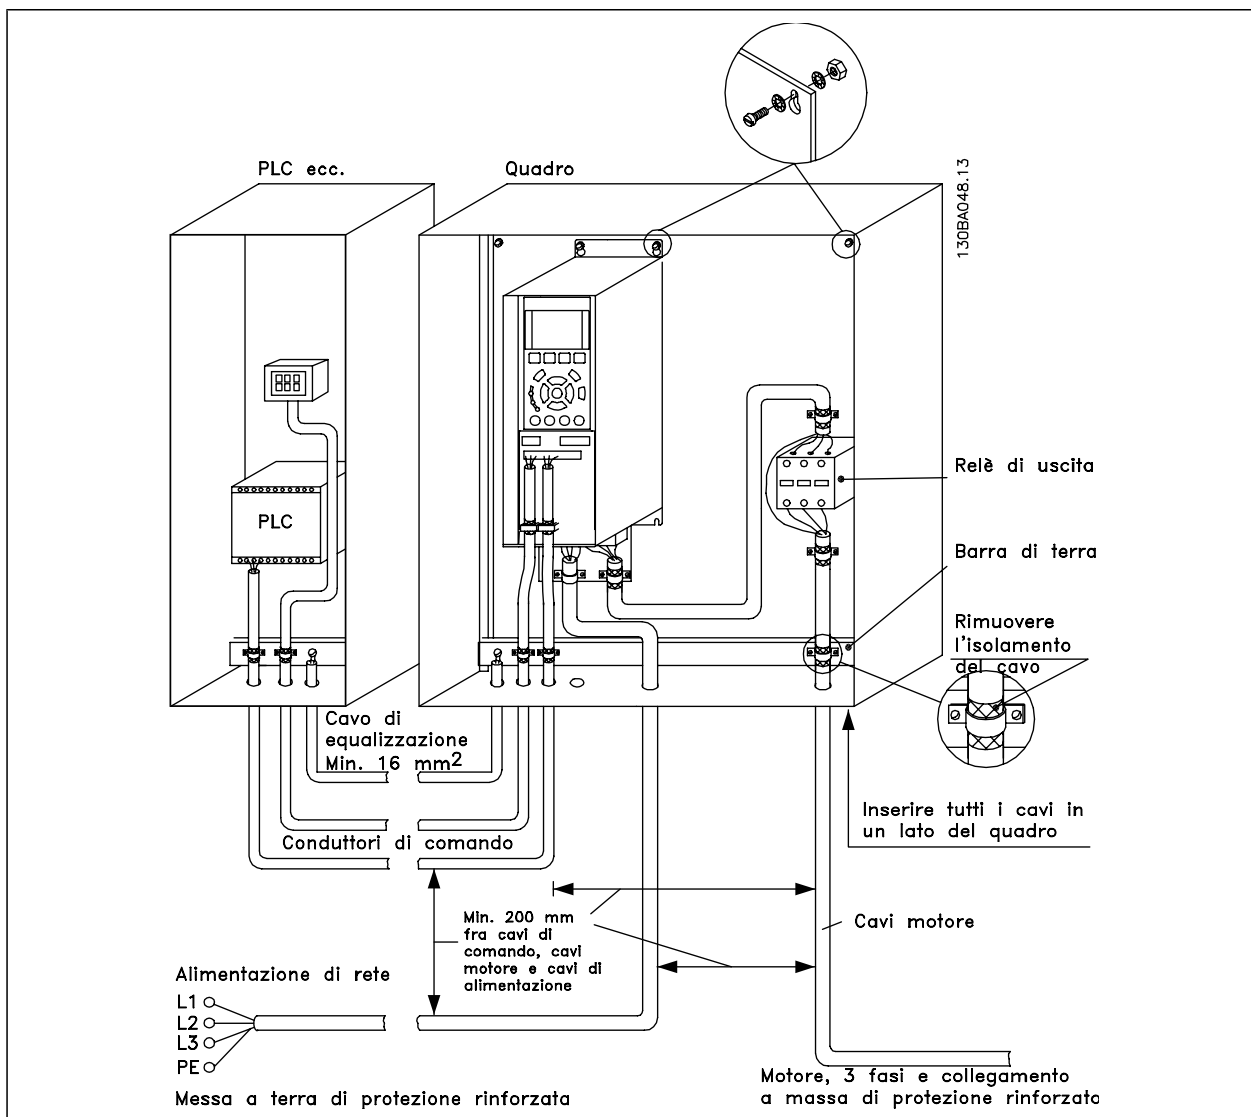 PLC ecc.
Quadro
130BA048.13
PLC
Relè di uscita
Barra di terra
Rimuovere
l'isolamento
del cavo
Cavo di
equalizzazione
Min. 16 mm2
Inserire tutti i cavi in
un lato del quadro
Conduttori di comando
Min. 200 mm
fra cavi di
comando, cavi
motore e cavi di
alimentazione
Cavi motore
Alimentazione di rete
L1
L2
L3
PE
Messa a terra di protezione rinforzata
Motore, 3 fasi e collegamento
a massa di protezione rinforzato